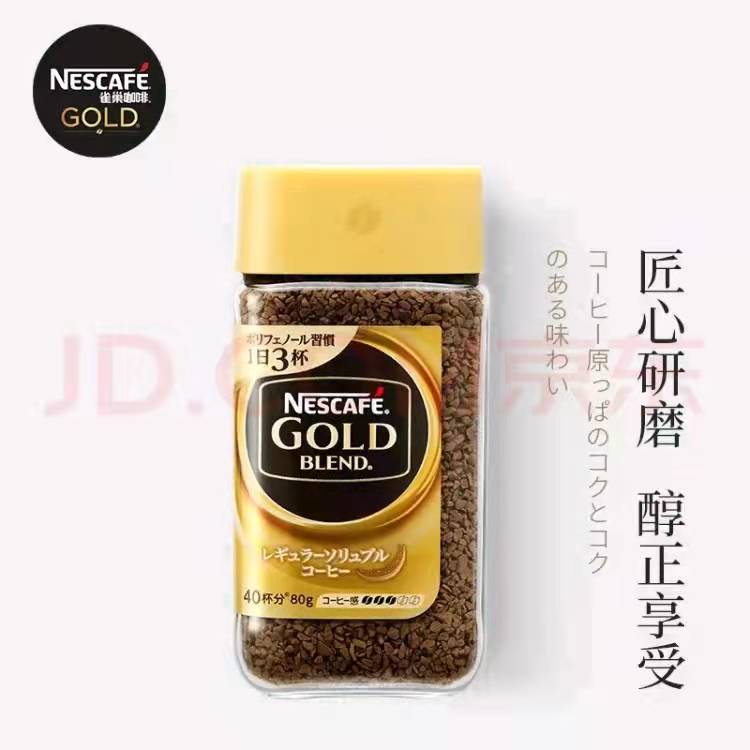 NESCAFÉ
雀巢咖啡
GOLD
ポリフェノール習慣
1日3杯
NESCAFÉ®
GOLD
BLEND®
レギュラーソリュブル
コーヒー
40杯分*80g
コーヒー感
匠心研磨 醇正享受
コーヒー原っぱのコクとコク
のある味わい
JD.COM 京东